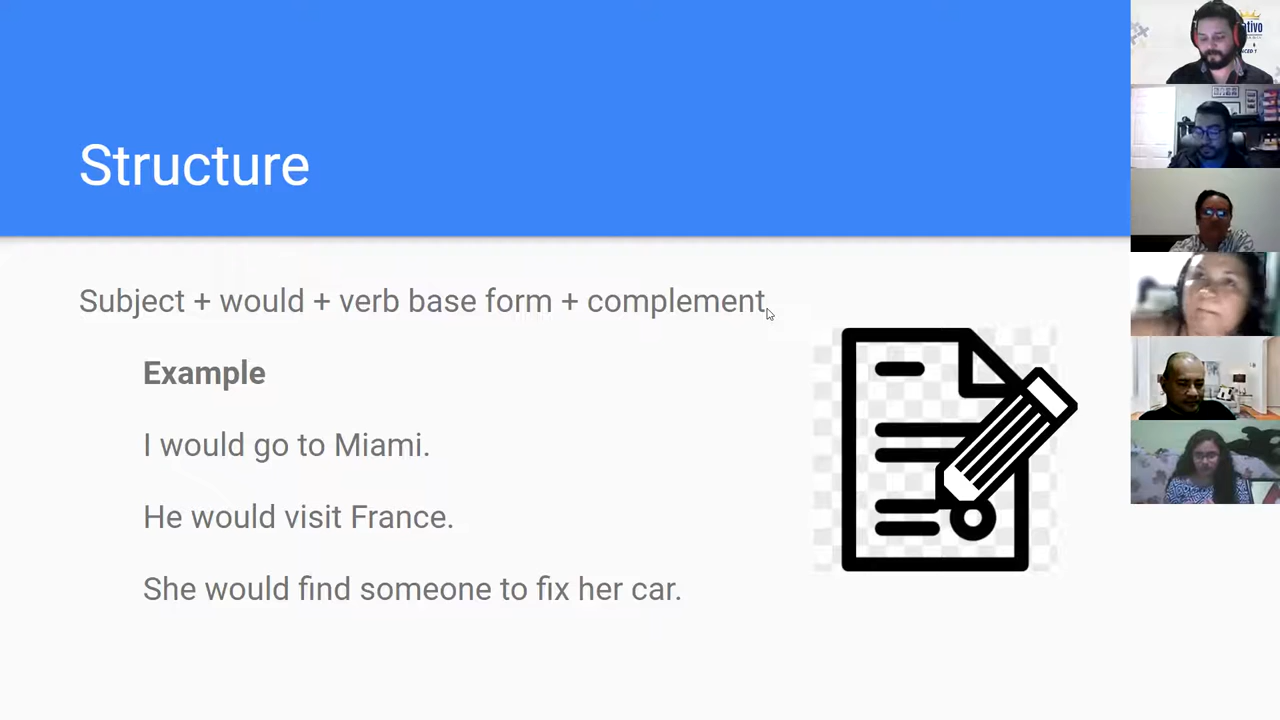 Structure
Subject + would + verb base form + complement.
Example
I would go to Miami.
He would visit France.
She would find someone to fix her car.